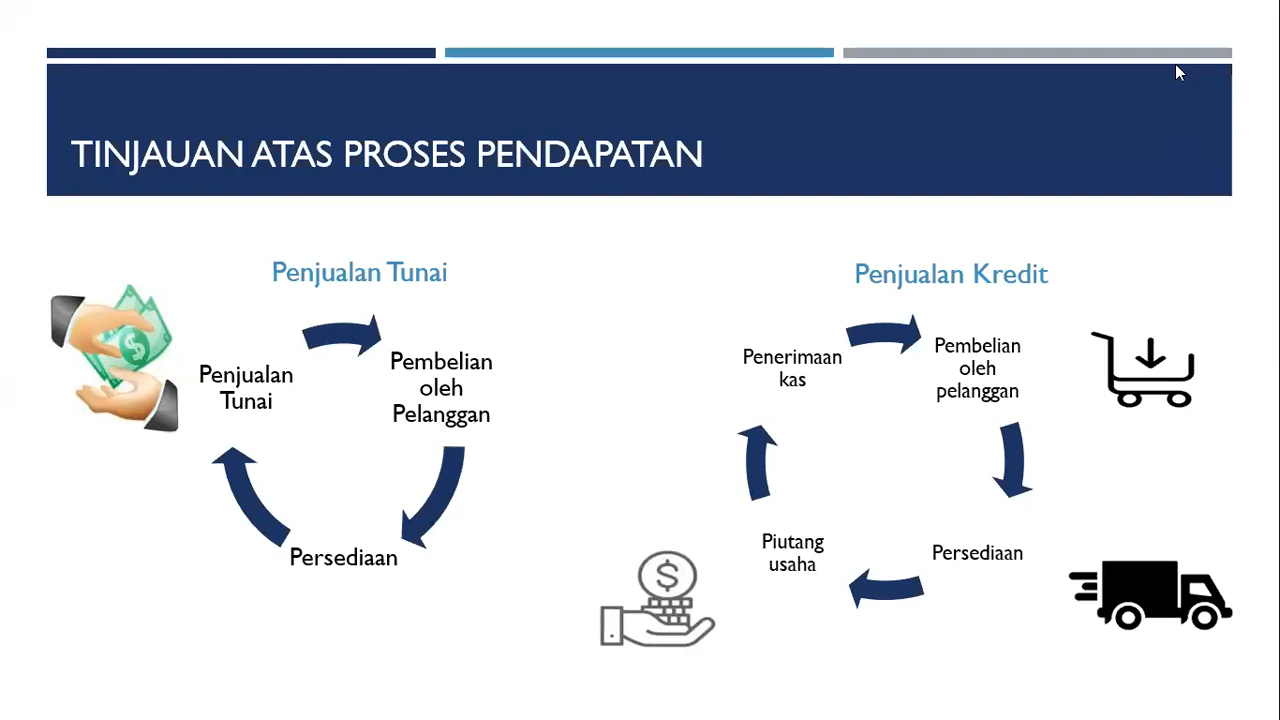 TINJAUAN ATAS PROSES PENDAPATAN
Penjualan Tunai
Penjualan
Tunai
Pembelian
oleh
Pelanggan
Persediaan
Penjualan Kredit
Penerimaan
kas
Pembelian
oleh
pelanggan
Persediaan
Piutang
usaha
$
$